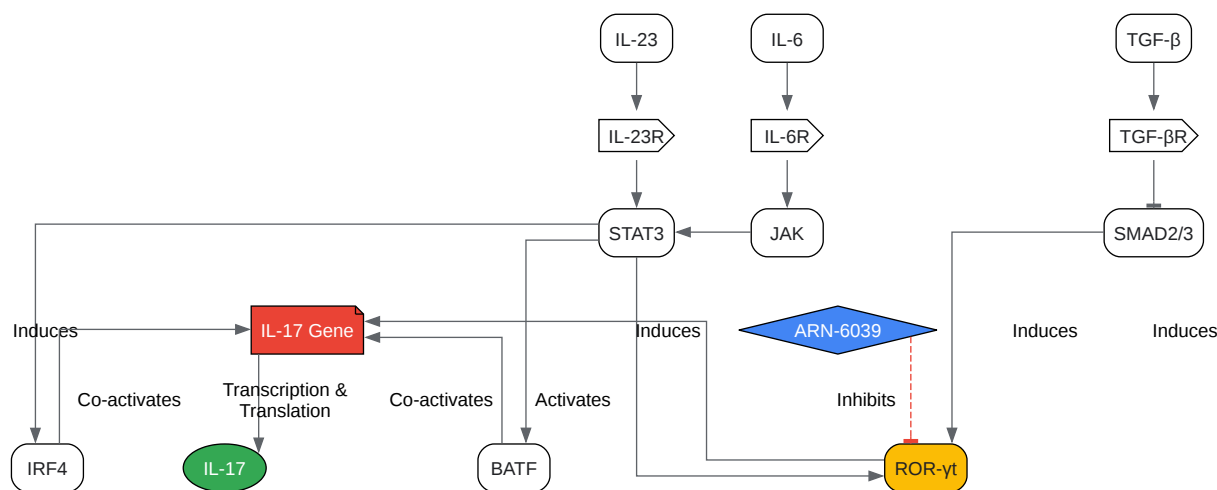 IL-23
IL-6
TGF-β
IL-23R
IL-6R
TGF-βR
STAT3
JAK
SMAD2/3
Induces
IL-17 Gene
Induces
ARN-6039
Induces
Induces
Co-activates
Transcription &
Translation
Co-activates
Activates
Inhibits
IRF4
IL-17
BATF
ROR-γt